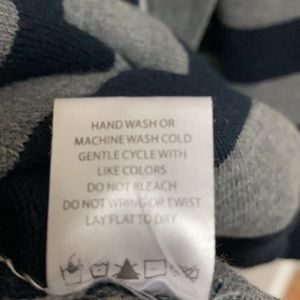 HAND WASH OR
MACHINE WASH COLD
GENTLE CYCLE WITH
LIKE COLORS
DO NOT BLEACH
DO NOT WRING OR TWIST
LAY FLAT TO DRY